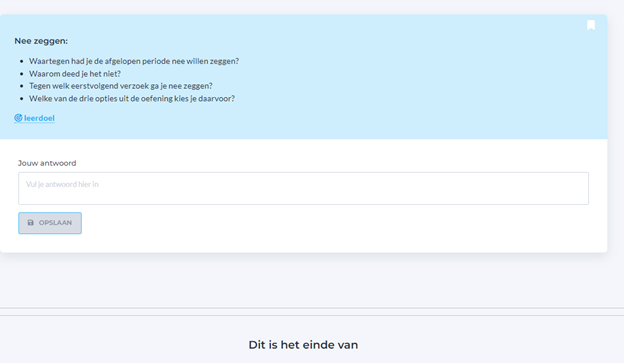 Nee zeggen:
Waartegen had je de afgelopen periode nee willen zeggen?
Waarom deed je het niet?
Tegen welk eerstvolgend verzoek ga je nee zeggen?
Welke van de drie opties uit de oefening kies je daarvoor?
leerdoel
Jouw antwoord
Vul je antwoord hier in
OPSLAAN
Dit is het einde van